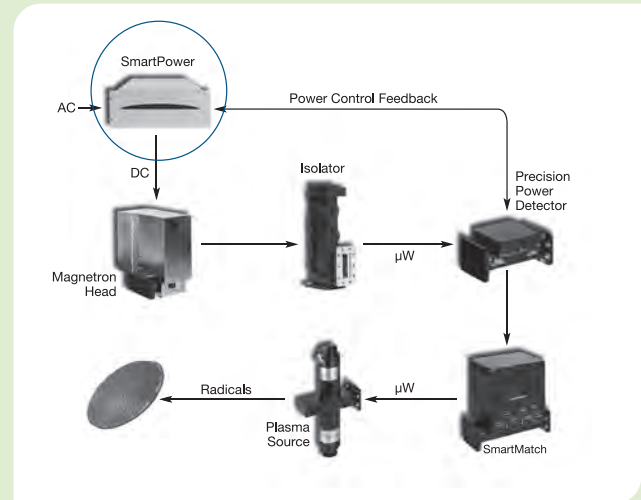 SmartPower
AC
Power Control Feedback
DC
Isolator
Precision
Power
Detector
µW
Magnetron
Head
Radicals
µW
Plasma
Source
SmartMatch